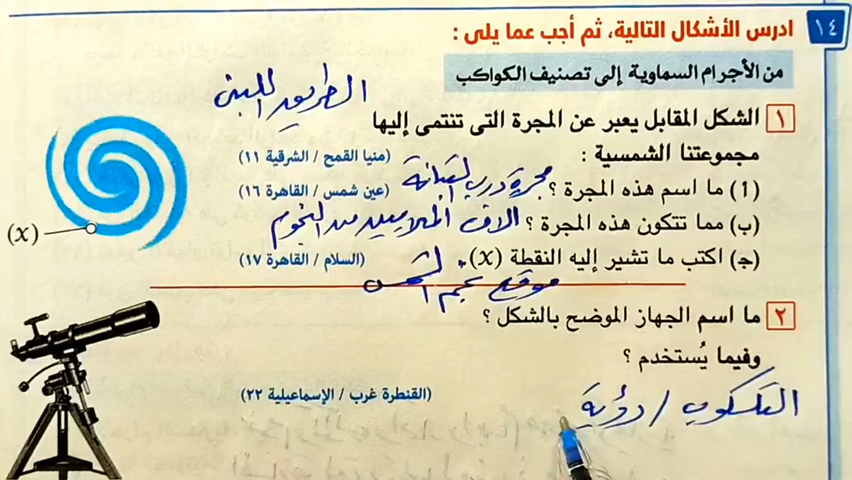 ١٤ ادرس الأشكال التالية، ثم أجب عما يلى :
من الأجرام السماوية إلى تصنيف الكواكب
الطريق اللبنى
١ الشكل المقابل يعبر عن المجرة التى تنتمى إليها
مجموعتنا الشمسية : (منيا القمح / الشرقية ١١)
(أ) ما اسم هذه المجرة ؟ مجرة درب التبانة (عين شمس / القاهرة ١٦)
(ب) مما تتكون هذه المجرة ؟ الاف الملايين من النجوم
(ج) اكتب ما تشير إليه النقطة (x). (السلام / القاهرة ١٧)
موقع نجم الشمس
(x)
٢ ما اسم الجهاز الموضح بالشكل ؟
وفيما يُستخدم ؟
(القنطرة غرب / الإسماعيلية ٢٢)
التلسكوب / رؤية